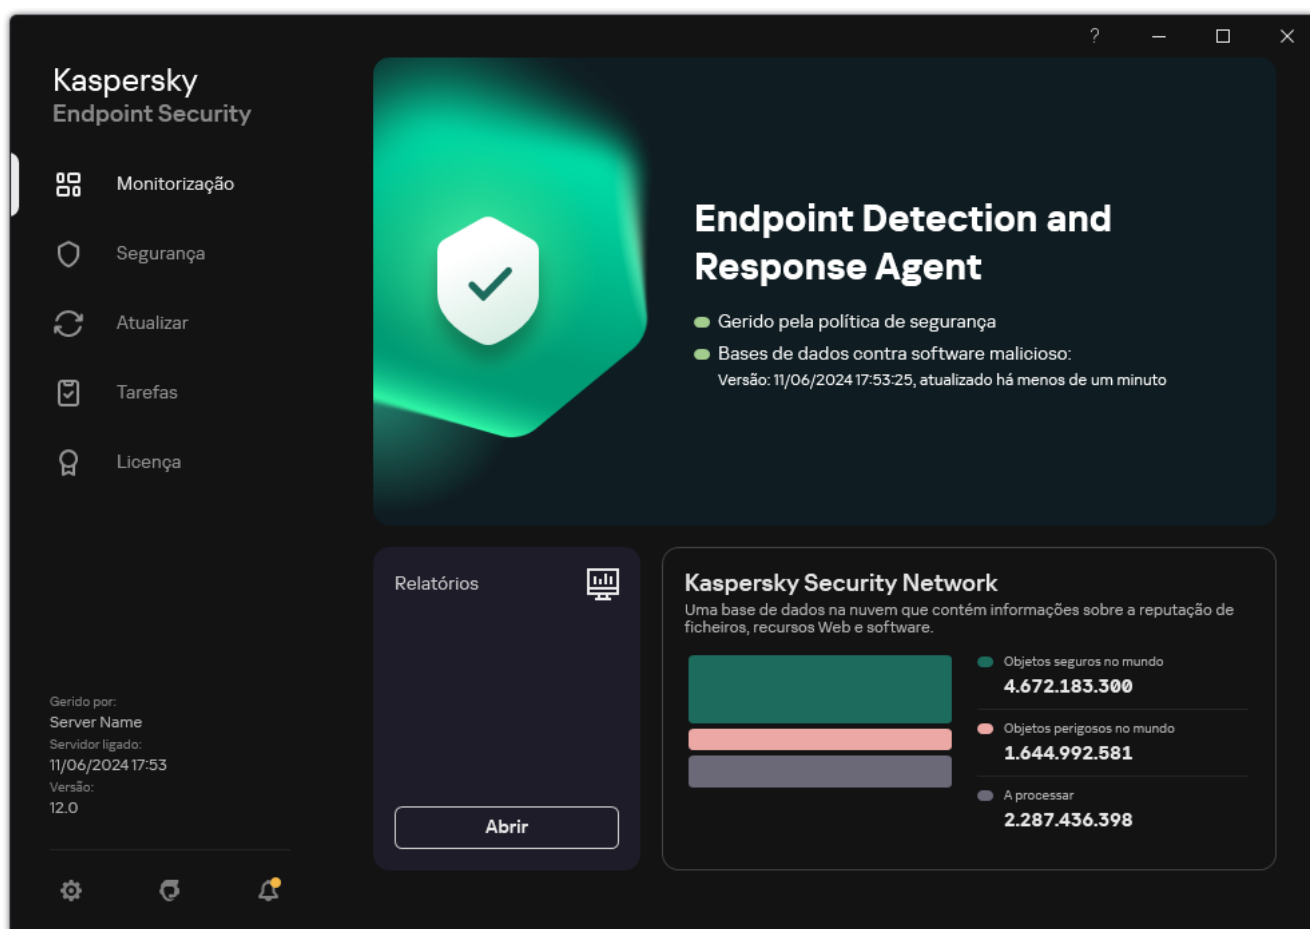 ?
Kaspersky
Endpoint Security
Monitorização
Segurança
Atualizar
Tarefas
Licença
Gerido por:
Server Name
Servidor ligado:
11/06/2024 17:53
Versão:
12.0
Endpoint Detection and
Response Agent
Gerido pela política de segurança
Bases de dados contra software malicioso:
Versão: 11/06/2024 17:53:25, atualizado há menos de um minuto
Relatórios
Abrir
Kaspersky Security Network
Uma base de dados na nuvem que contém informações sobre a reputação de
ficheiros, recursos Web e software.
Objetos seguros no mundo
4.672.183.300
Objetos perigosos no mundo
1.644.992.581
A processar
2.287.436.398